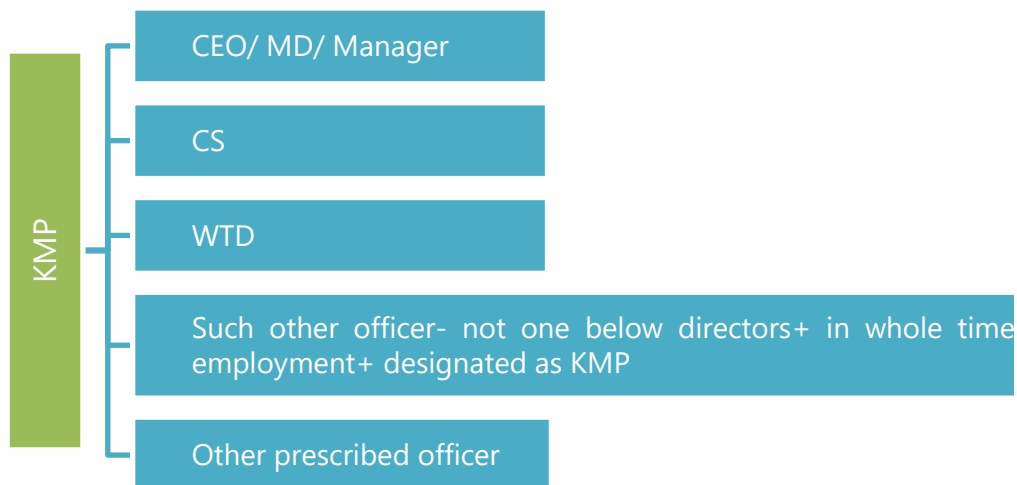 KMP
CEO/ MD/ Manager
CS
WTD
Such other officer- not one below directors+ in whole time
employment+ designated as KMP
Other prescribed officer